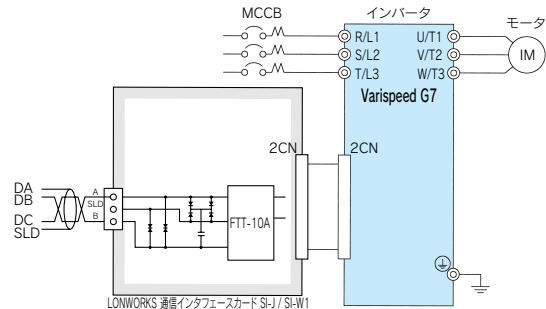 MCCB
インバータ
モータ
R/L1 U/T1
S/L2 V/T2
T/L3 W/T3
IM
Varispeed G7
2CN 2CN
DA
DB
DC
SLD
A
SLD
B
FTT-10A
LONWORKS 通信インタフェースカード SI-J / SI-W1